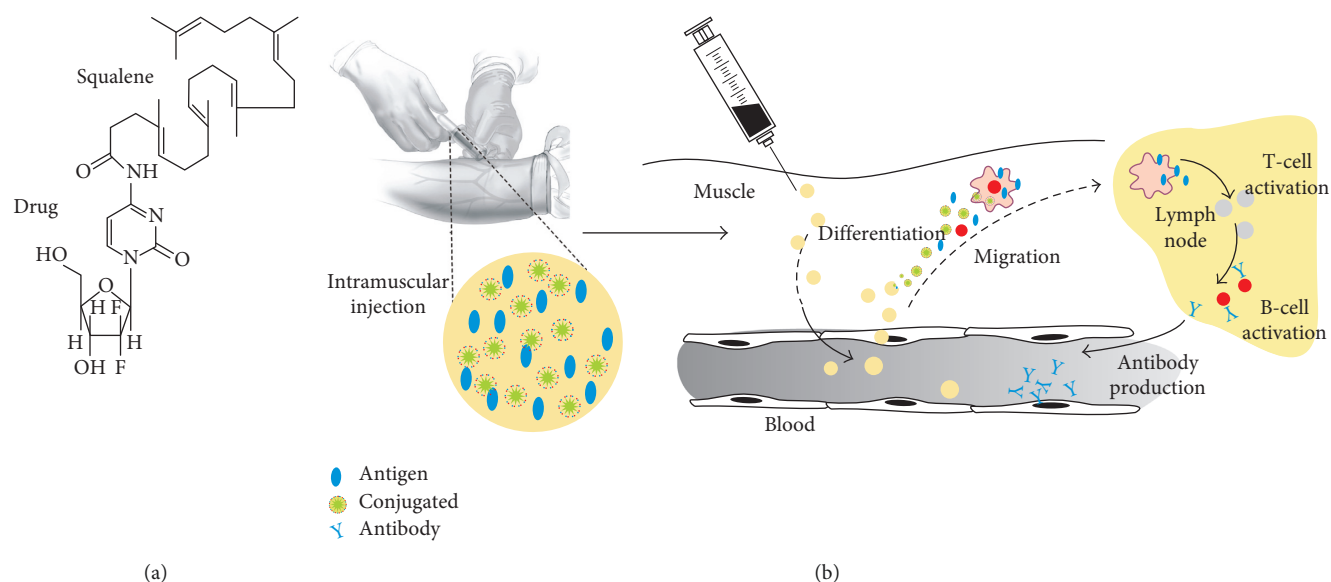 Squalene
O
NH
Drug
N
N
O
HO
O
H F
H
H
H
OH F
Intramuscular
injection
Antigen
Conjugated
Antibody
(a)
Muscle
Differentiation
Migration
Blood
T-cell
activation
Lymph
node
B-cell
activation
Antibody
production
(b)